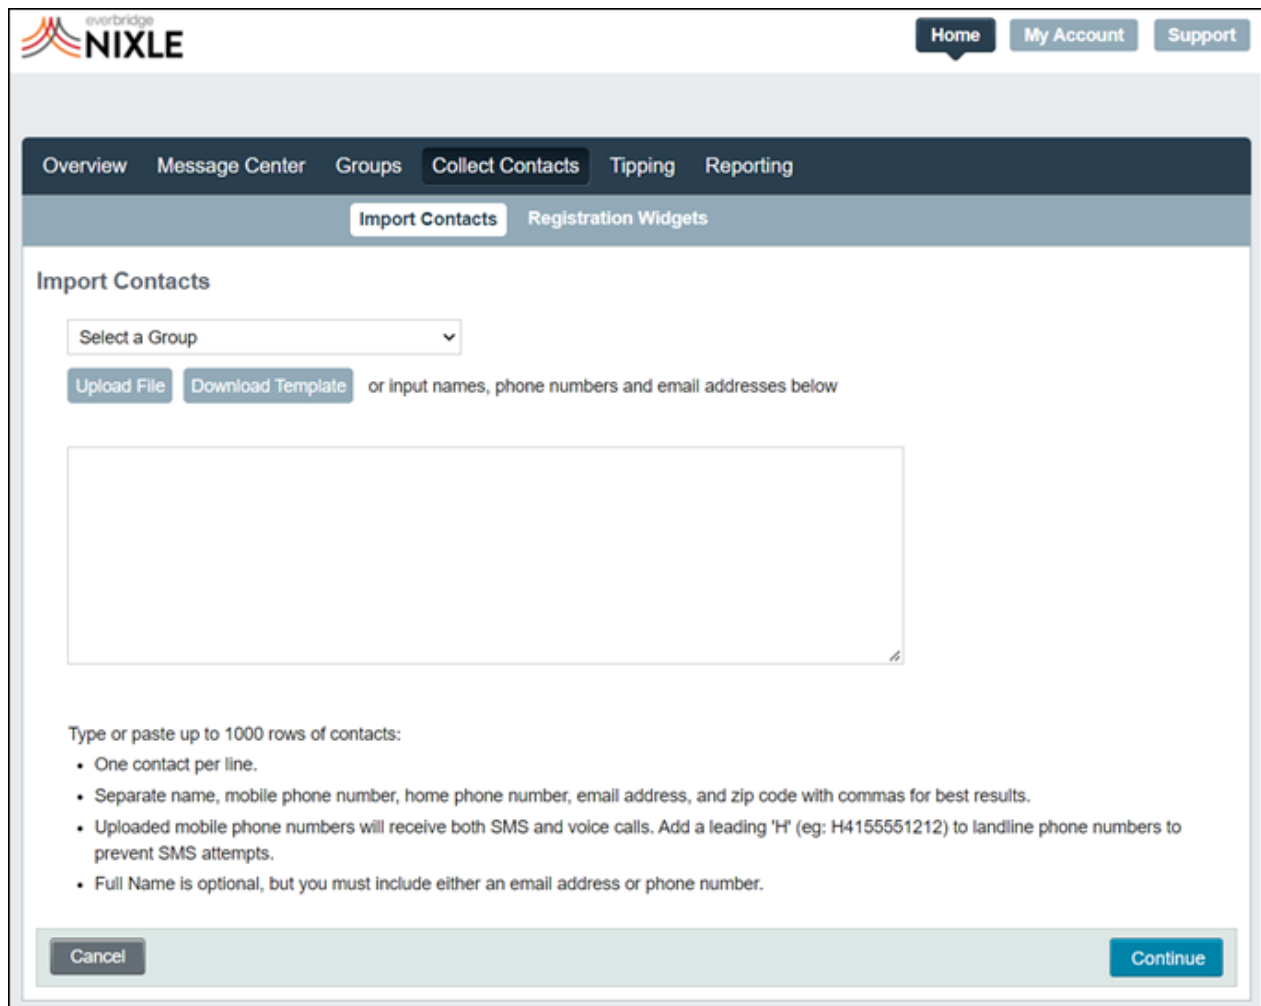 everbridge
NIXLE
Home My Account Support
Overview Message Center Groups Collect Contacts Tipping Reporting
Import Contacts Registration Widgets
Import Contacts
Select a Group
Upload File Download Template or input names, phone numbers and email addresses below
Type or paste up to 1000 rows of contacts:
• One contact per line.
• Separate name, mobile phone number, home phone number, email address, and zip code with commas for best results.
• Uploaded mobile phone numbers will receive both SMS and voice calls. Add a leading 'H' (eg: H4155551212) to landline phone numbers to
prevent SMS attempts.
• Full Name is optional, but you must include either an email address or phone number.
Cancel Continue